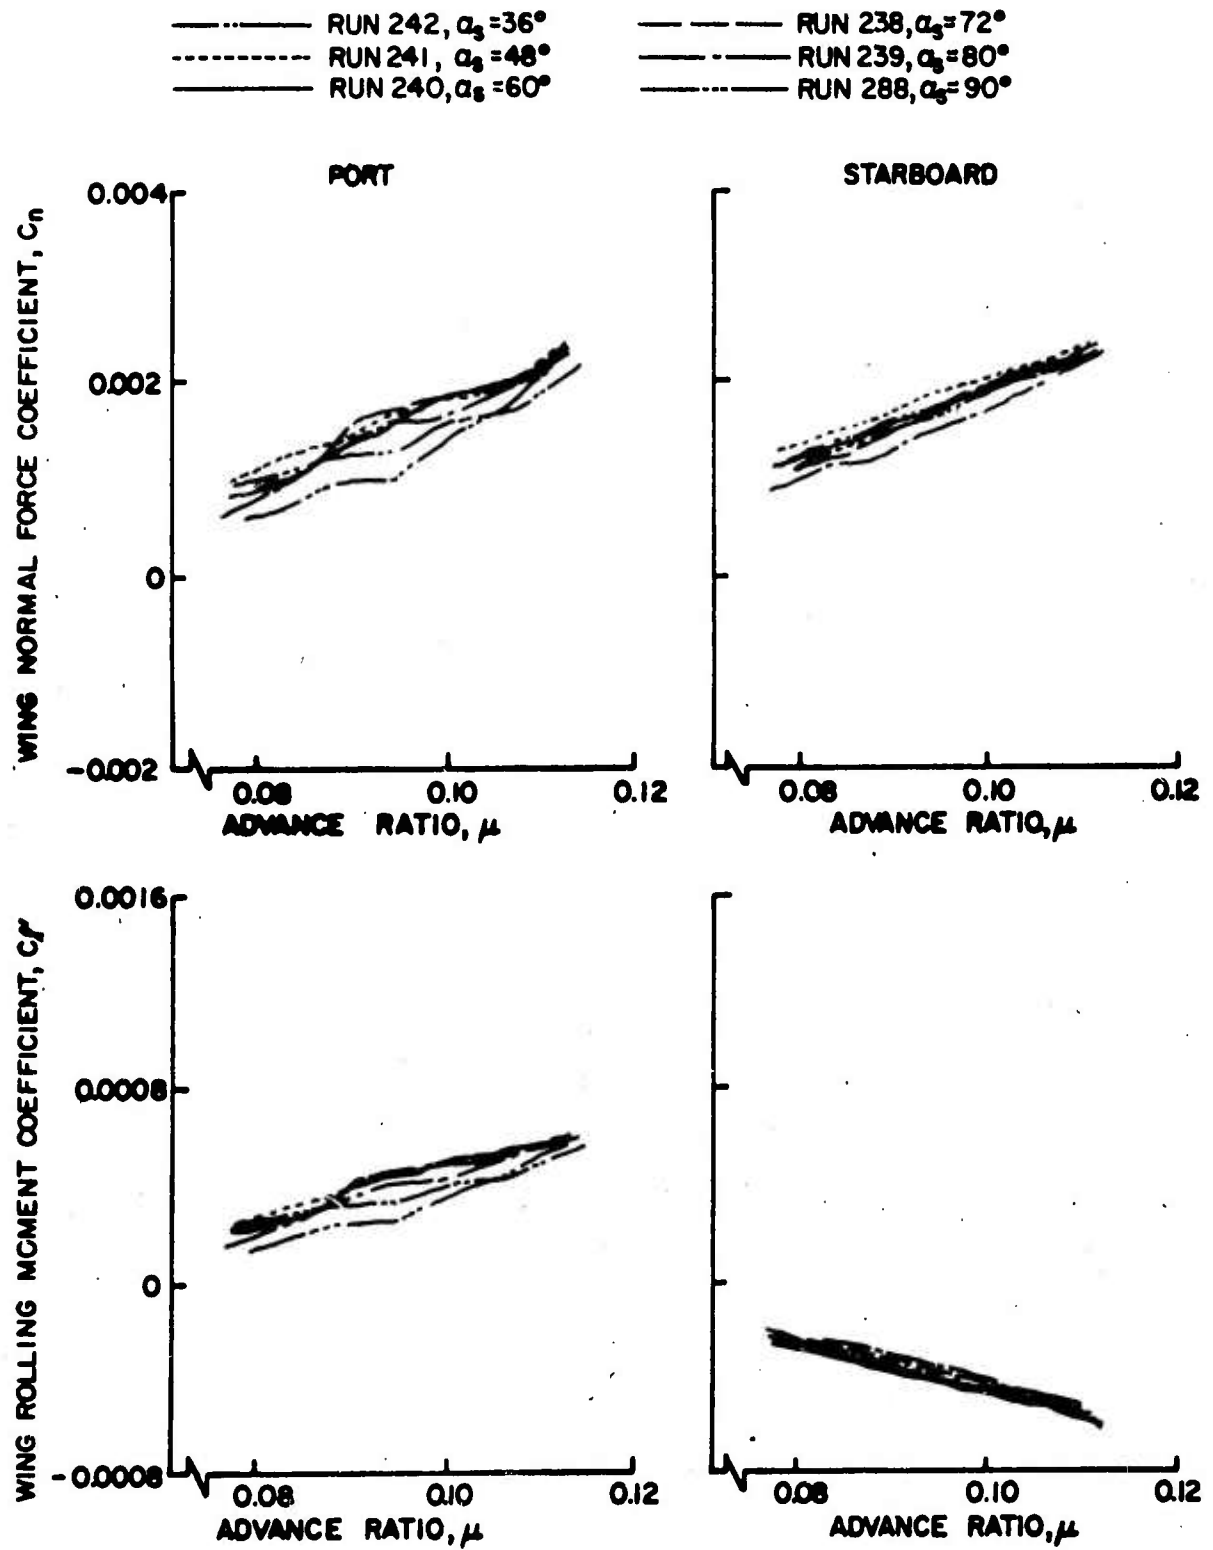 RUN 242, αs=36° RUN 238, αs=72°
RUN 241, αs=48° RUN 239, αs=80°
RUN 240, αs=60° RUN 288, αs=90°
PORT
STARBOARD
WING NORMAL FORCE COEFFICIENT, Cn
0.004
0.002
0
-0.002
0.08 0.10 0.12
ADVANCE RATIO, μ
0.08 0.10 0.12
ADVANCE RATIO, μ
WING ROLLING MOMENT COEFFICIENT,
0.0016
0.0008
0
-0.0008
0.08 0.10 0.12
ADVANCE RATIO, μ
0.08 0.10 0.12
ADVANCE RATIO, μ